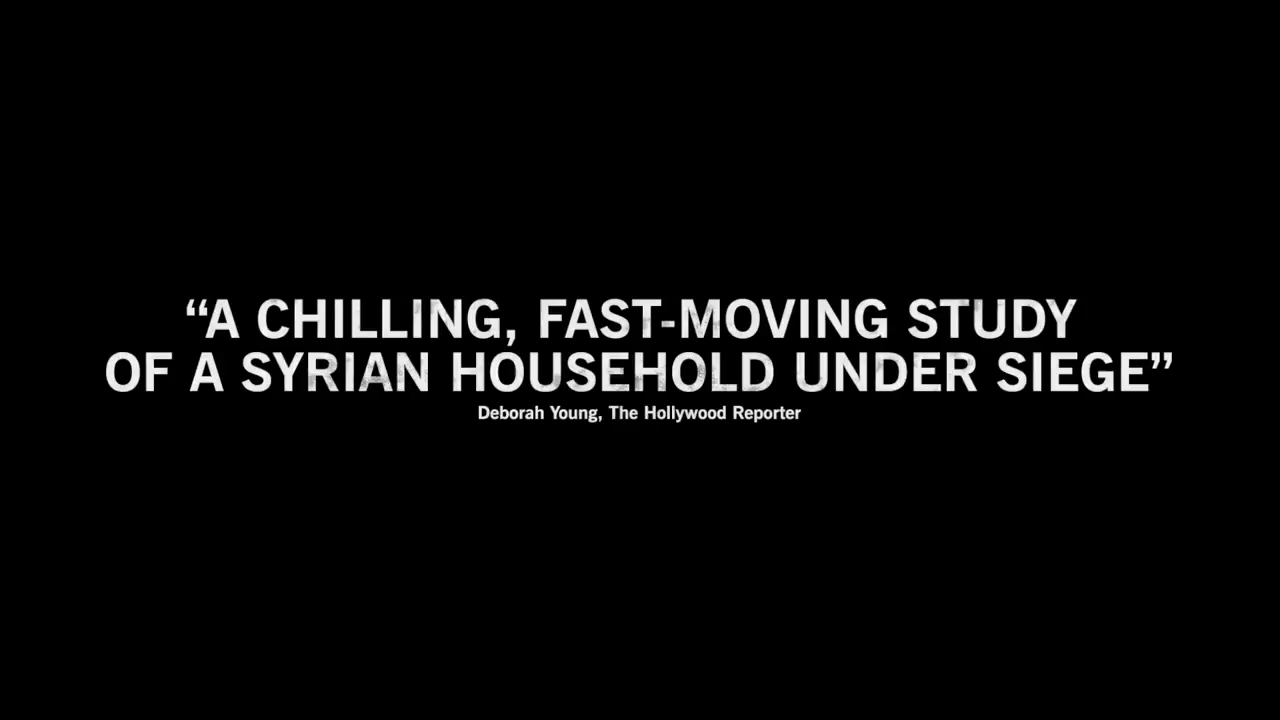 “A CHILLING, FAST-MOVING STUDY
OF A SYRIAN HOUSEHOLD UNDER SIEGE”
Deborah Young, The Hollywood Reporter